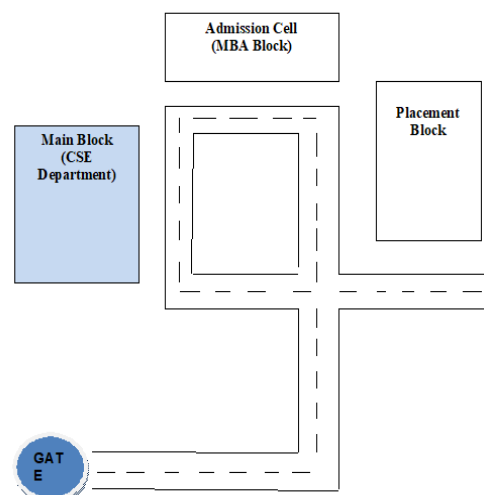 Admission Cell
(MBA Block)
Placement
Block
Main Block
(CSE
Department)
GAT
E